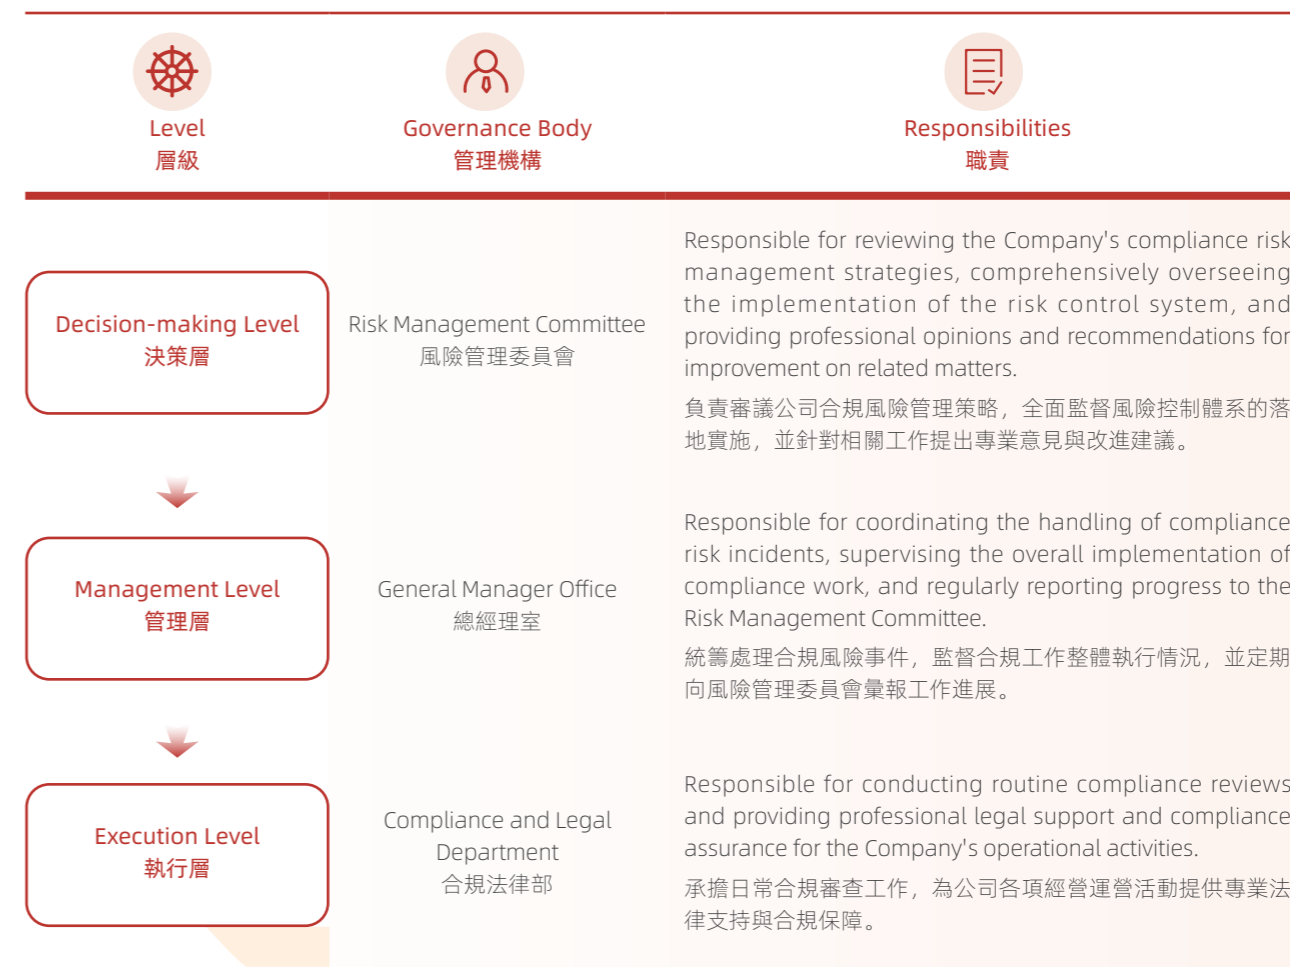 Level
層級
Governance Body
管理機構
Responsibilities
職責
Decision-making Level
決策層
Risk Management Committee
風險管理委員會
Responsible for reviewing the Company's compliance risk
management strategies, comprehensively overseeing
the implementation of the risk control system, and
providing professional opinions and recommendations for
improvement on related matters.
負責審議公司合規風險管理策略，全面監督風險控制體系的落
地實施，並針對相關工作提出專業意見與改進建議。
Management Level
管理層
General Manager Office
總經理室
Responsible for coordinating the handling of compliance
risk incidents, supervising the overall implementation of
compliance work, and regularly reporting progress to the
Risk Management Committee.
統籌處理合規風險事件，監督合規工作整體執行情況，並定期
向風險管理委員會彙報工作進展。
Execution Level
執行層
Compliance and Legal
Department
合規法律部
Responsible for conducting routine compliance reviews
and providing professional legal support and compliance
assurance for the Company's operational activities.
承擔日常合規審查工作，為公司各項經營運營活動提供專業法
律支持與合規保障。